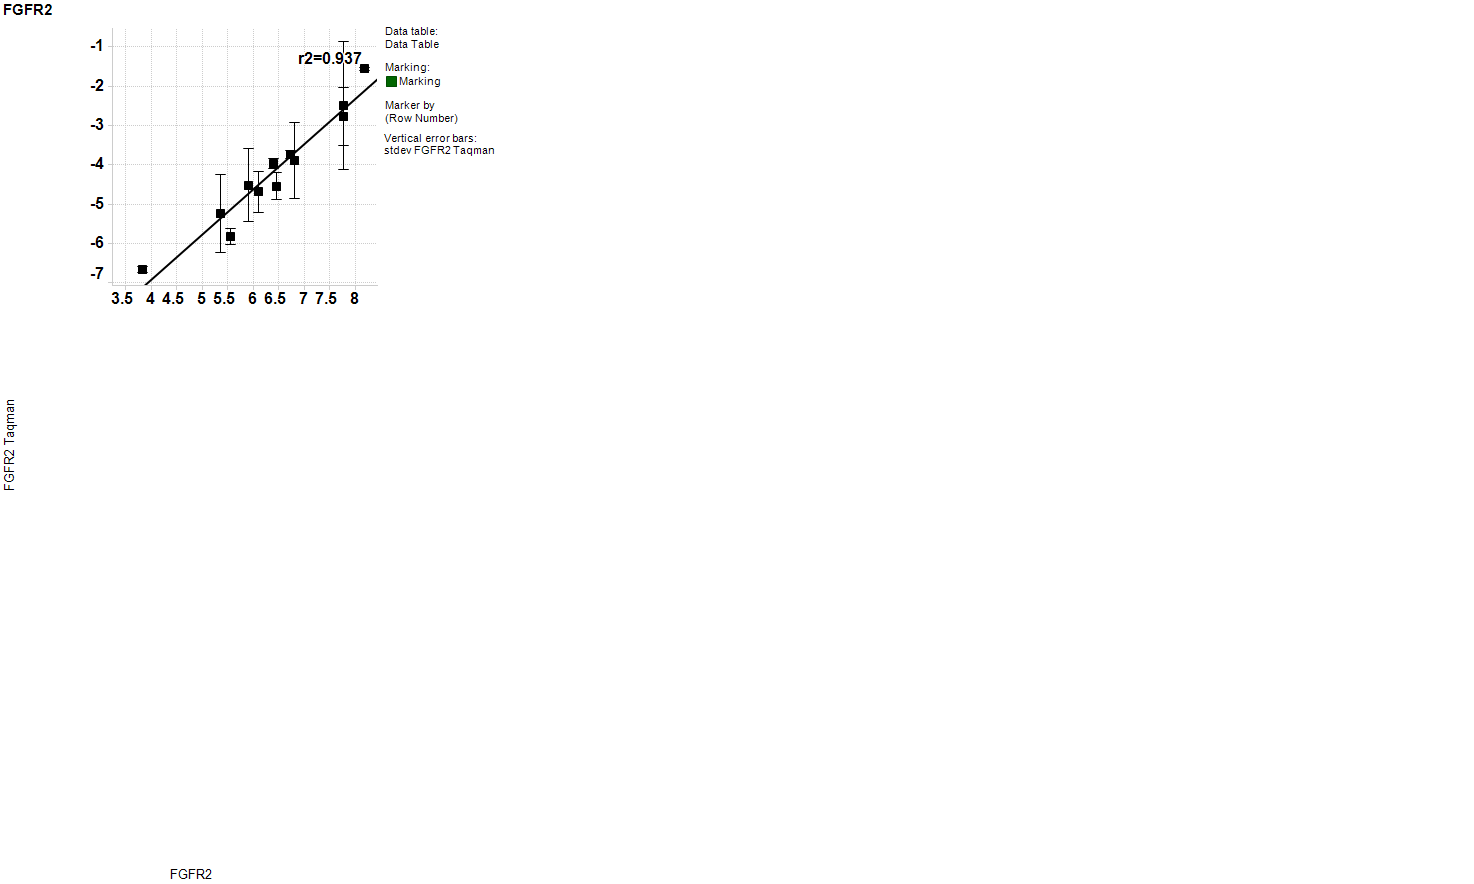 FGFR2
-1
-2
-3
-4
-5
-6
-7
r2=0.937
3.5 4 4.5 5 5.5 6 6.5 7 7.5 8
Data table:
Data Table
Marking:
Marking
Marker by
(Row Number)
Vertical error bars:
stdev FGFR2 Taqman
FGFR2 Taqman
FGFR2